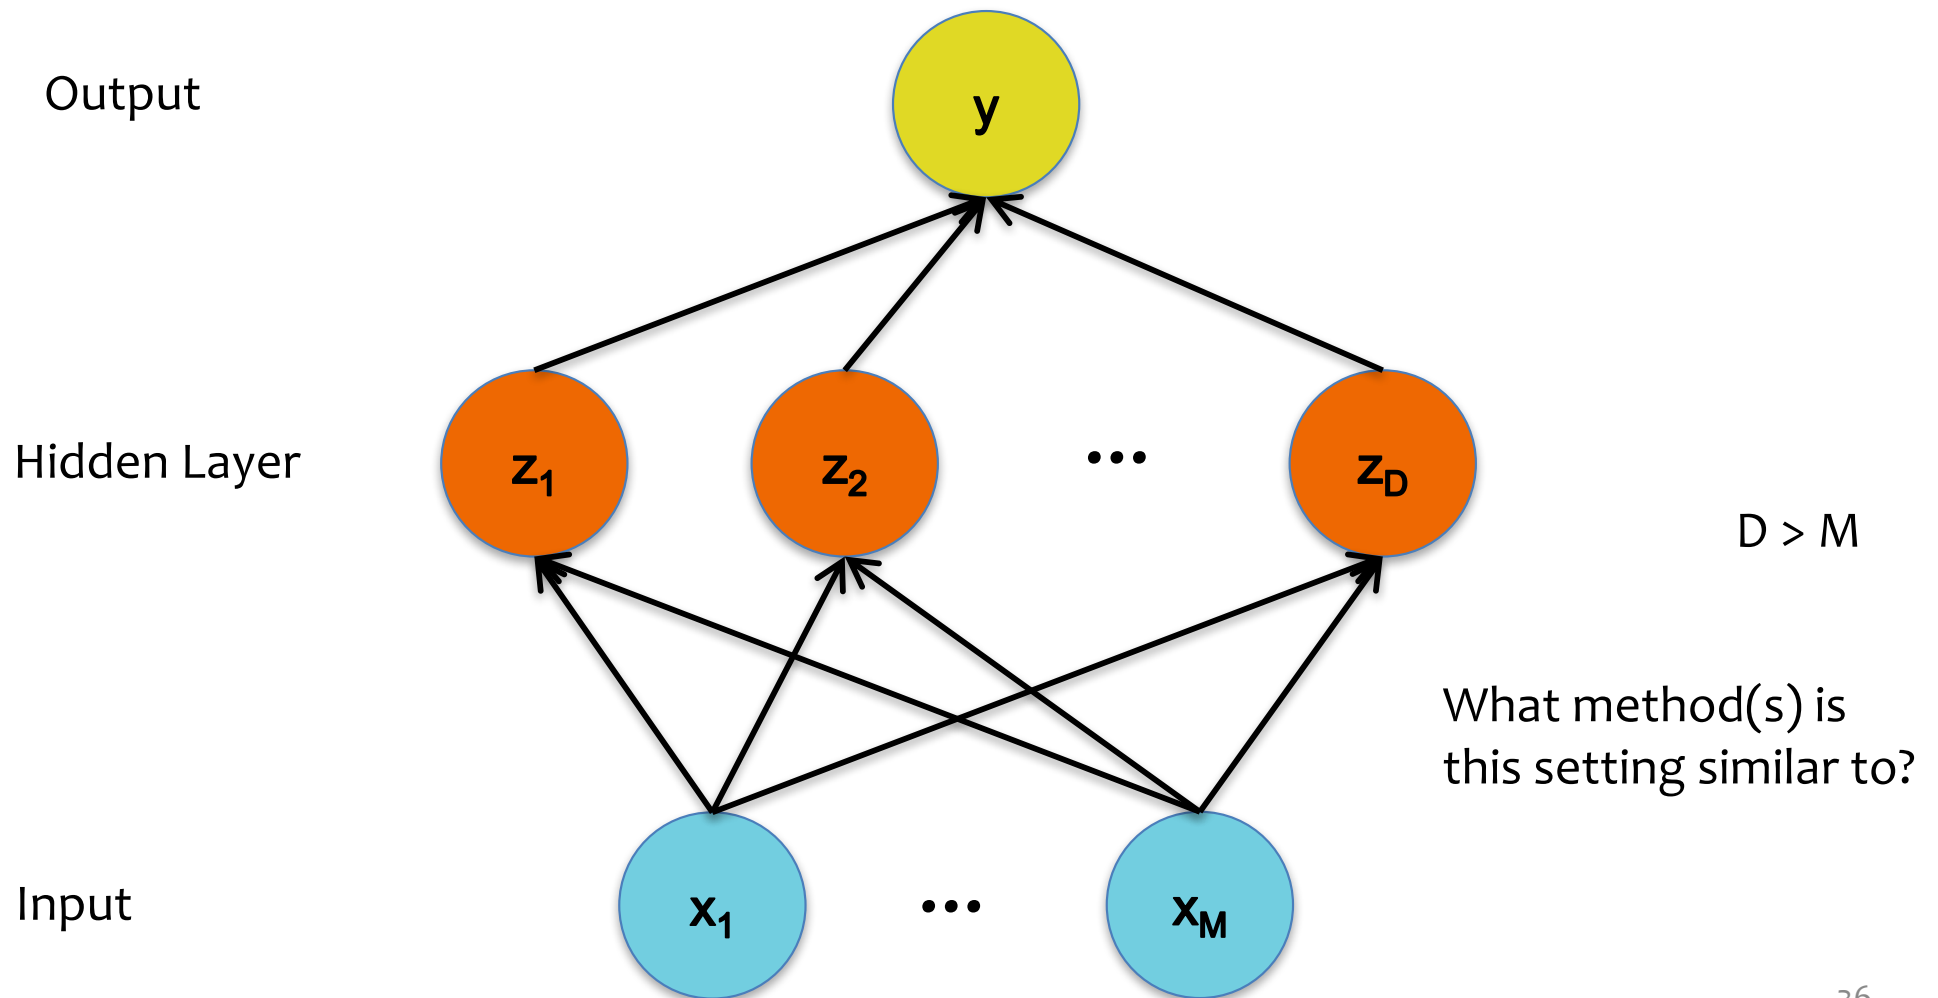 Output
y
Hidden Layer
z1
z2
...
zD
D > M
What method(s) is
this setting similar to?
Input
x1
...
xM